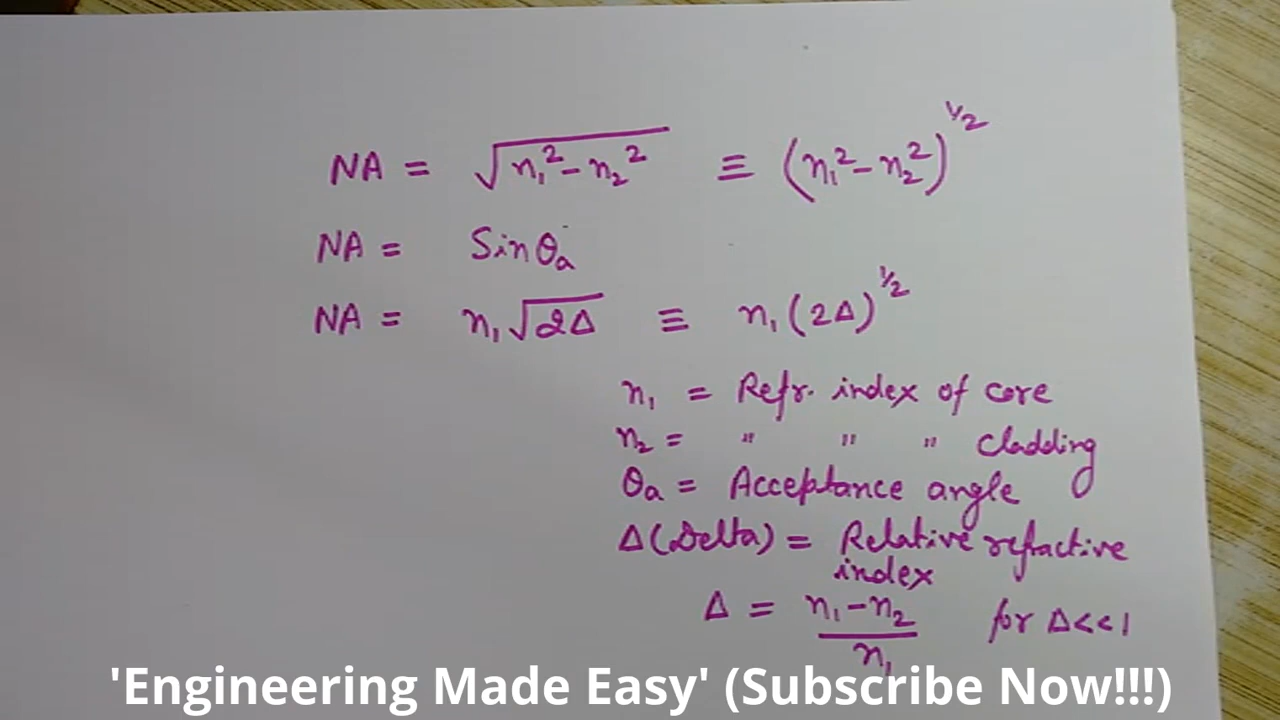 NA = √n₁² - n₂² ≡ (n₁² - n₂²)^1/2
NA = Sinθₐ
NA = n₁√2Δ ≡ n₁(2Δ)^1/2
n₁ = Refr. index of core
n₂ = " " " cladding
θₐ = Acceptance angle
Δ(Delta) = Relative refractive
index
Δ = n₁-n₂/n₁ for Δ<<1
'Engineering Made Easy' (Subscribe Now!!!)